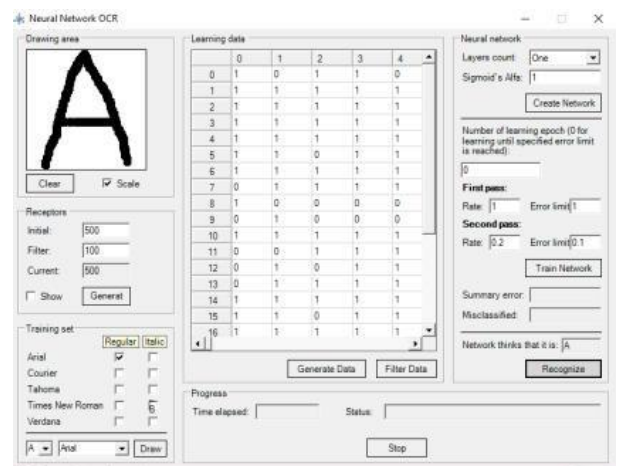 Neural Network OCR
Drawing area
A
Clear
Scale
Receptors
Initial: 500
Filter: 100
Current: 500
Show
Generat
Training set
Regular Italic
Arial
Courier
Tahoma
Times New Roman
Verdana
A Arial Draw
Learning data
0 1 2 3 4
0 1 0 1 1 0
1 1 1 1 1 1
2 1 1 1 1 1
3 1 1 1 1 1
4 1 1 1 1 1
5 1 1 0 1 1
6 1 1 1 1 1
7 0 1 1 1 1
8 1 0 0 0 0
9 0 1 0 0 0
10 1 1 1 1 1
11 0 0 1 1 1
12 0 1 0 1 1
13 0 1 1 1 1
14 1 1 1 1 1
15 1 1 0 1 1
16 1 1 1 1 1
Generate Data Filter Data
Progress
Time elapsed: Status:
Stop
Neural network
Layers count: One
Sigmoid's Alfa: 1
Create Network
Number of learning epoch (0 for
learning until specified error limit
is reached):
0
First pass:
Rate: 1 Error limit 1
Second pass:
Rate: 0.2 Error limit 0.1
Train Network
Summary error:
Misclassified:
Network thinks that it is: A
Recognize